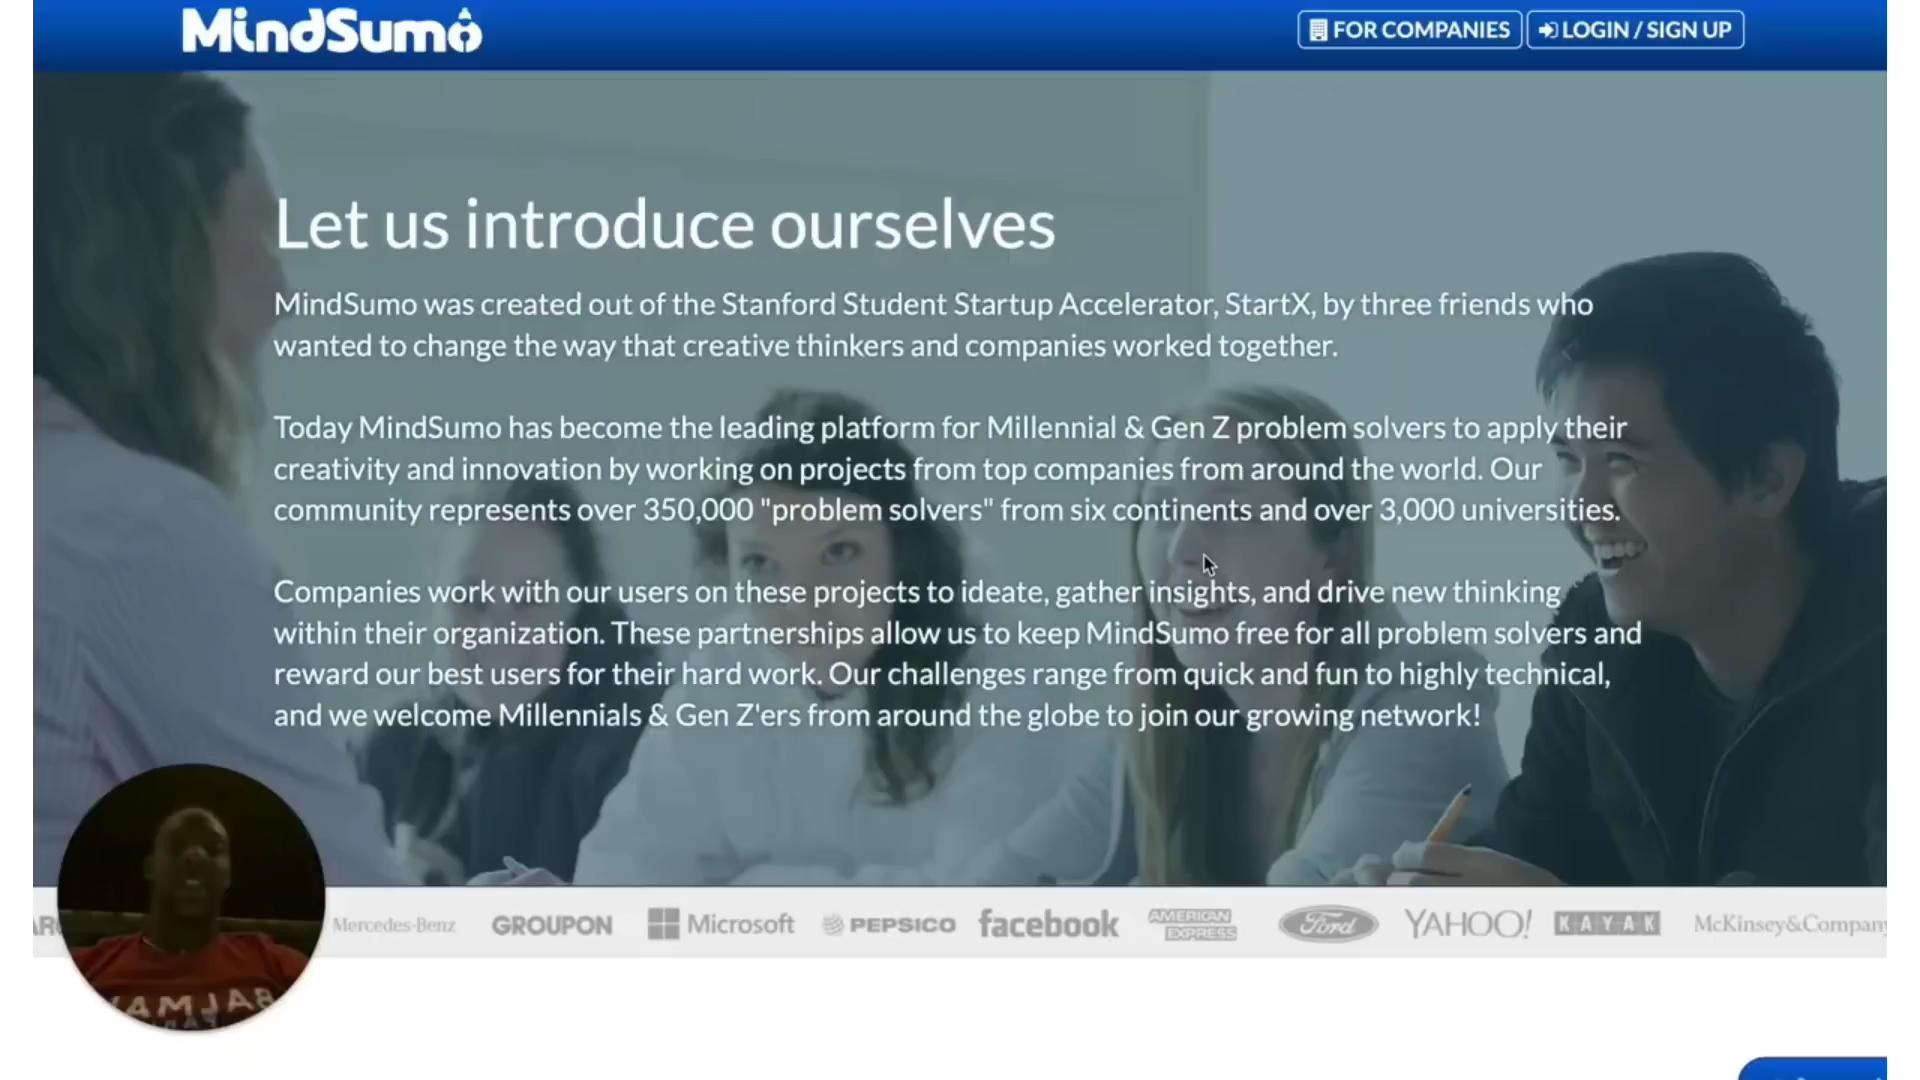 MindSumo
FOR COMPANIES
LOGIN / SIGN UP
Let us introduce ourselves
MindSumo was created out of the Stanford Student Startup Accelerator, StartX, by three friends who
wanted to change the way that creative thinkers and companies worked together.
Today MindSumo has become the leading platform for Millennial & Gen Z problem solvers to apply their
creativity and innovation by working on projects from top companies from around the world. Our
community represents over 350,000 "problem solvers" from six continents and over 3,000 universities.
Companies work with our users on these projects to ideate, gather insights, and drive new thinking
within their organization. These partnerships allow us to keep MindSumo free for all problem solvers and
reward our best users for their hard work. Our challenges range from quick and fun to highly technical,
and we welcome Millennials & Gen Z'ers from around the globe to join our growing network!
Mercedes-Benz GROUPON Microsoft PEPSICO facebook AMERICAN EXPRESS Ford YAHOO! KAYAK McKinsey&Company